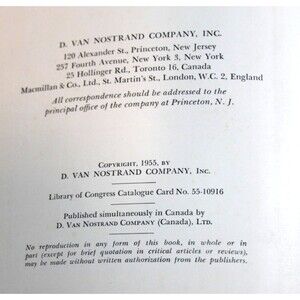 D. VAN NOSTRAND COMPANY, INC.
120 Alexander St., Princeton, New Jersey
257 Fourth Avenue, New York 3, New York
25 Hollinger Rd., Toronto 16, Canada
Macmillan & Co., Ltd., St. Martin's St., London, W.C. 2, England
All correspondence should be addressed to the
principal office of the company at Princeton, N. J.
COPYRIGHT, 1955, BY
D. VAN NOSTRAND COMPANY, INC.
Library of Congress Catalogue Card No. 55-10916
Published simultaneously in Canada by
D. VAN NOSTRAND COMPANY (Canada), LTD.
No reproduction in any form of this book, in whole or in
part (except for brief quotation in critical articles or reviews),
may be made without written authorization from the publishers.